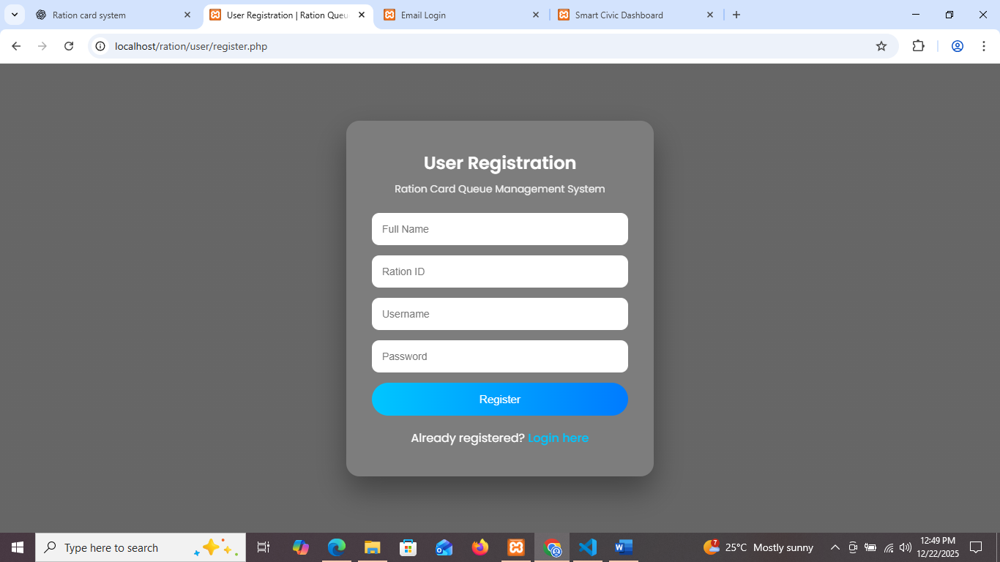 Ration card system
User Registration | Ration Queu
Email Login
Smart Civic Dashboard
localhost/ration/user/register.php
User Registration
Ration Card Queue Management System
Full Name
Ration ID
Username
Password
Register
Already registered? Login here
Type here to search
7
25°C Mostly sunny
12:49 PM
12/22/2025